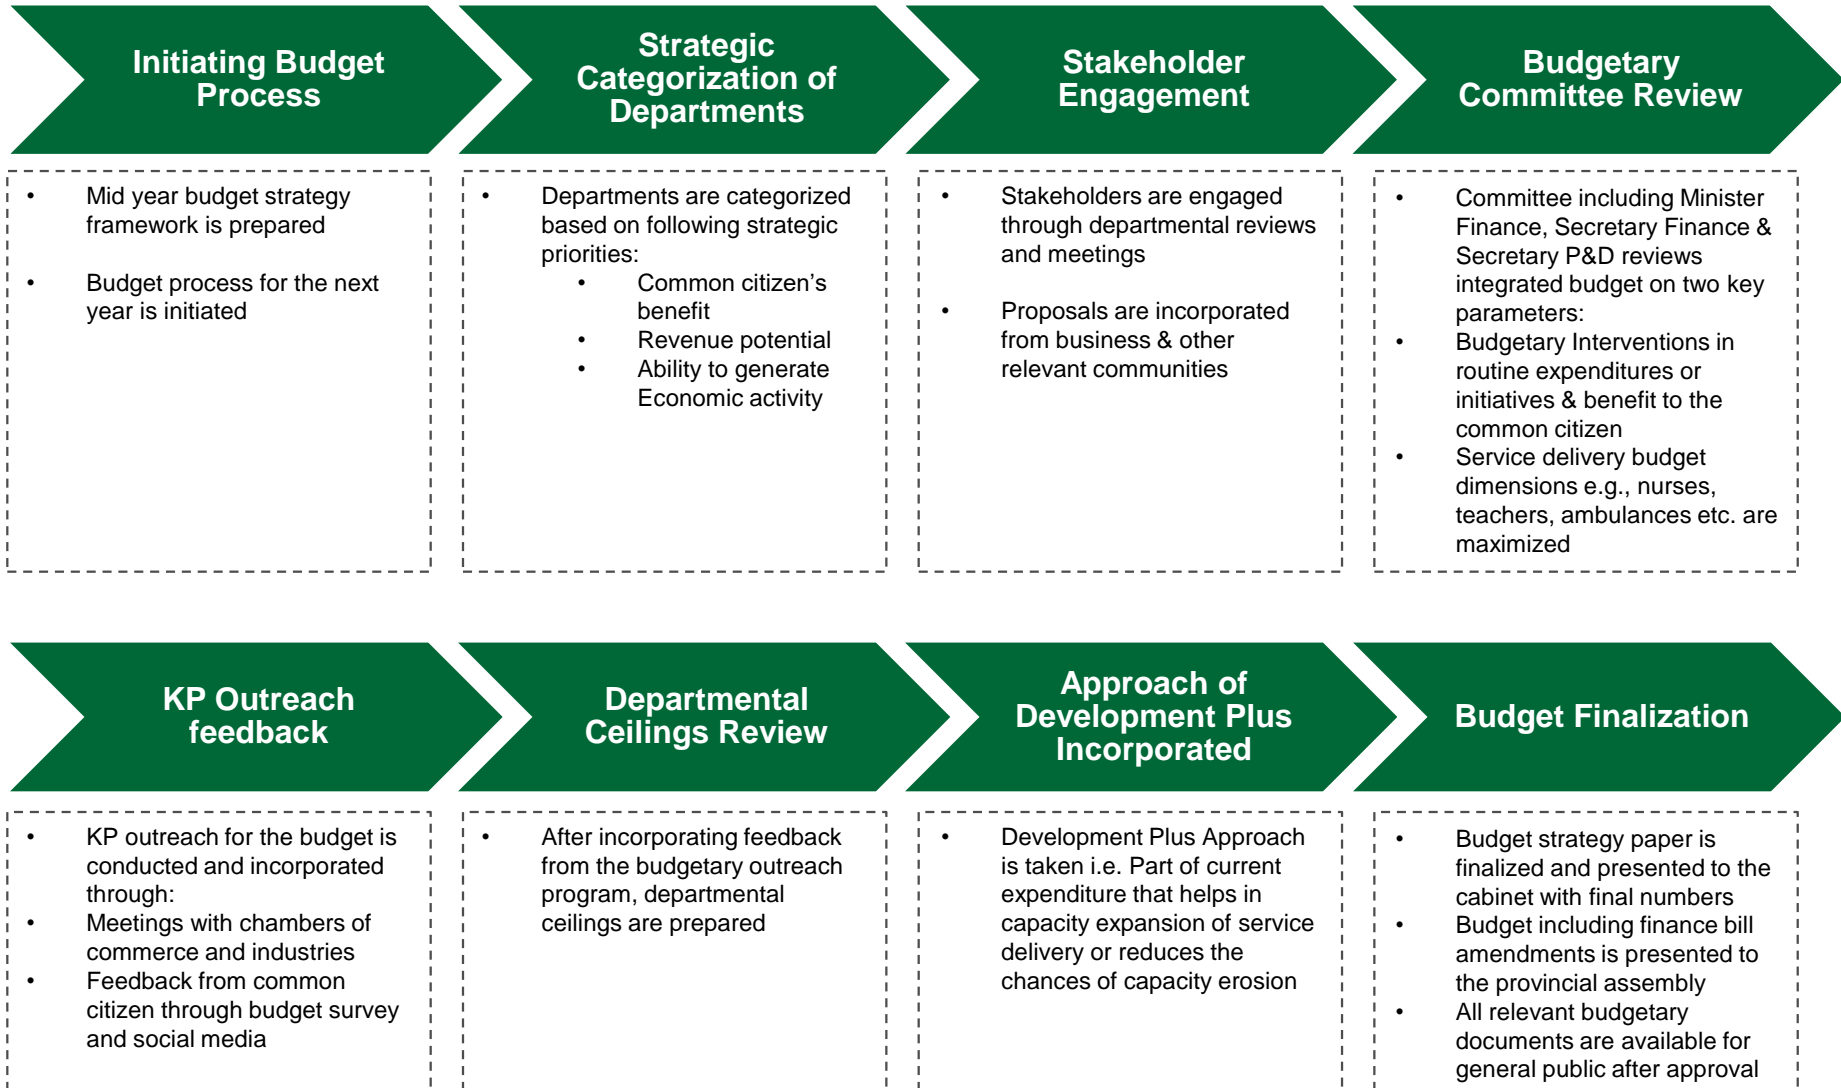 Initiating Budget
Process
Strategic
Categorization of
Departments
Stakeholder
Engagement
Budgetary
Committee Review
• Mid year budget strategy
framework is prepared
• Budget process for the next
year is initiated
• Departments are categorized
based on following strategic
priorities:
• Common citizen's
benefit
• Revenue potential
• Ability to generate
Economic activity
• Stakeholders are engaged
through departmental reviews
and meetings
• Proposals are incorporated
from business & other
relevant communities
• Committee including Minister
Finance, Secretary Finance &
Secretary P&D reviews
integrated budget on two key
parameters:
• Budgetary Interventions in
routine expenditures or
initiatives & benefit to the
common citizen
• Service delivery budget
dimensions e.g., nurses,
teachers, ambulances etc. are
maximized
KP Outreach
feedback
Departmental
Ceilings Review
Approach of
Development Plus
Incorporated
Budget Finalization
• KP outreach for the budget is
conducted and incorporated
through:
• Meetings with chambers of
commerce and industries
• Feedback from common
citizen through budget survey
and social media
• After incorporating feedback
from the budgetary outreach
program, departmental
ceilings are prepared
• Development Plus Approach
is taken i.e. Part of current
expenditure that helps in
capacity expansion of service
delivery or reduces the
chances of capacity erosion
• Budget strategy paper is
finalized and presented to the
cabinet with final numbers
• Budget including finance bill
amendments is presented to
the provincial assembly
• All relevant budgetary
documents are available for
general public after approval